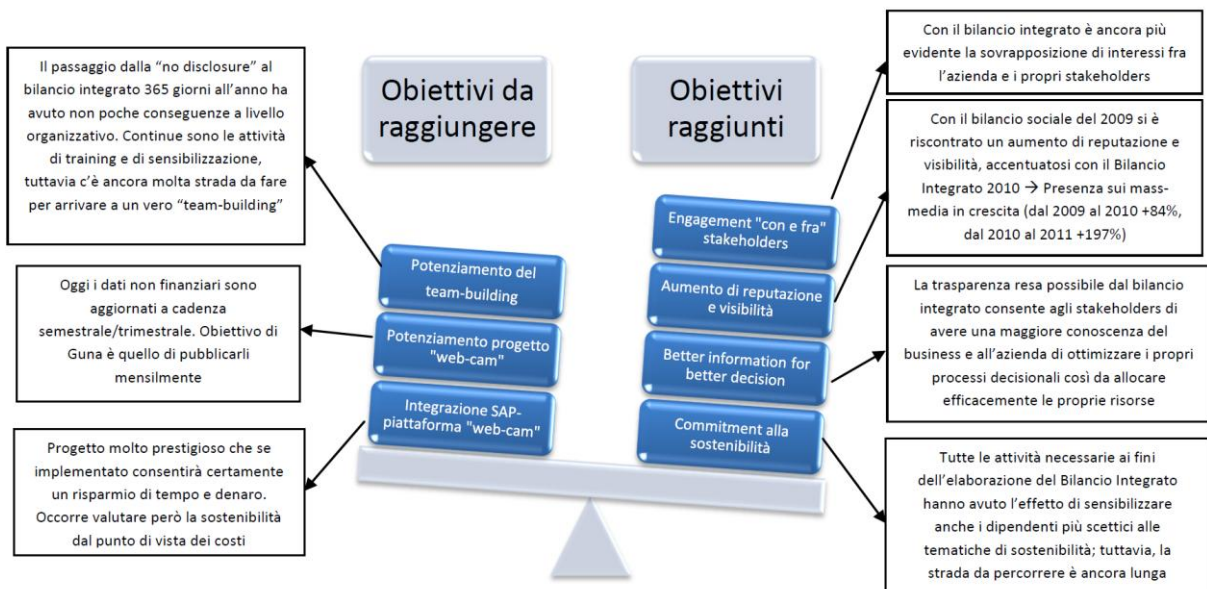 Il passaggio dalla “no disclosure” al
bilancio integrato 365 giorni all’anno ha
avuto non poche conseguenze a livello
organizzativo. Continue sono le attività
di training e di sensibilizzazione,
tuttavia c’è ancora molta strada da fare
per arrivare a un vero “team-building”
Oggi i dati non finanziari sono
aggiornati a cadenza
semestrale/trimestrale. Obiettivo di
Guna è quello di pubblicarli
mensilmente
Progetto molto prestigioso che se
implementato consentirà certamente
un risparmio di tempo e denaro.
Occorre valutare però la sostenibilità
dal punto di vista dei costi
Obiettivi da
raggiungere
Potenziamento del
team-building
Potenziamento progetto
"web-cam"
Integrazione SAP-
piattaforma "web-cam"
Obiettivi
raggiunti
Engagement "con e fra"
stakeholders
Aumento di reputazione
e visibilità
Better information for
better decision
Commitment alla
sostenibilità
Con il bilancio integrato è ancora più
evidente la sovrapposizione di interessi fra
l’azienda e i propri stakeholders
Con il bilancio sociale del 2009 si è
riscontrato un aumento di reputazione e
visibilità, accentuatosi con il Bilancio
Integrato 2010 → Presenza sui mass-
media in crescita (dal 2009 al 2010 +84%,
dal 2010 al 2011 +197%)
La trasparenza resa possibile dal bilancio
integrato consente agli stakeholders di
avere una maggiore conoscenza del
business e all’azienda di ottimizzare i propri
processi decisionali così da allocare
efficacemente le proprie risorse
Tutte le attività necessarie ai fini
dell’elaborazione del Bilancio Integrato
hanno avuto l’effetto di sensibilizzare
anche i dipendenti più scettici alle
tematiche di sostenibilità; tuttavia, la
strada da percorrere è ancora lunga